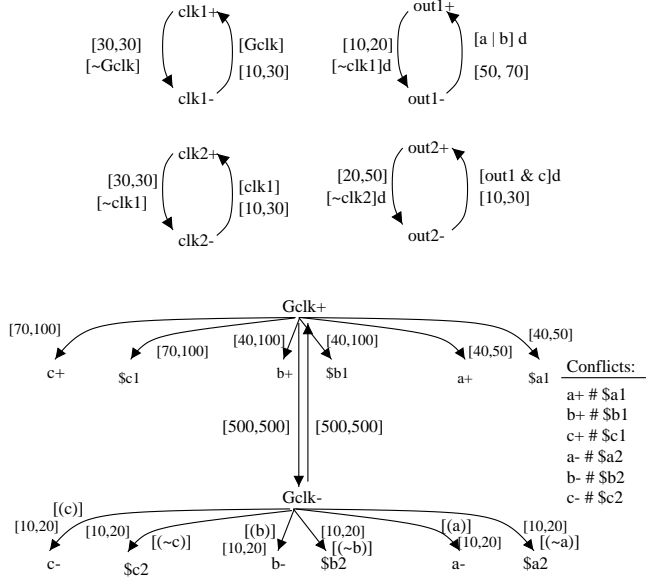 clk1+
out1+
[30,30]
[~Gclk]
[Gclk]
[10,30]
[10,20]
[~clk1]d
[a | b] d
[50, 70]
clk1-
out1-
clk2+
out2+
[30,30]
[~clk1]
[clk1]
[10,30]
[20,50]
[~clk2]d
[out1 & c]d
[10,30]
clk2-
out2-
Gclk+
[70,100]
[70,100]
[40,100]
[40,100]
[40,50]
[40,50]
c+
$c1
b+
$b1
a+
$a1
Conflicts:
a+ # $a1
b+ # $b1
c+ # $c1
a- # $a2
b- # $b2
c- # $c2
[500,500]
[500,500]
Gclk-
[(c)]
[10,20]
[10,20]
[(~c)]
[(b)]
[10,20]
[10,20]
[(~b)]
[(a)]
[10,20]
[10,20]
[(~a)]
c-
$c2
b-
$b2
a-
$a2